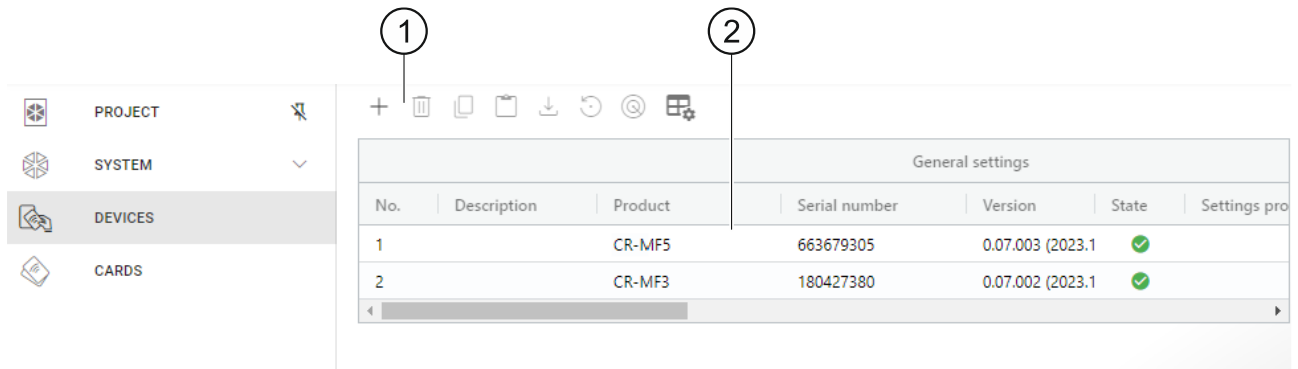 1 2
PROJECT
SYSTEM
DEVICES
CARDS
General settings
No. Description Product Serial number Version State Settings pro
1 CR-MF5 663679305 0.07.003 (2023.1
2 CR-MF3 180427380 0.07.002 (2023.1